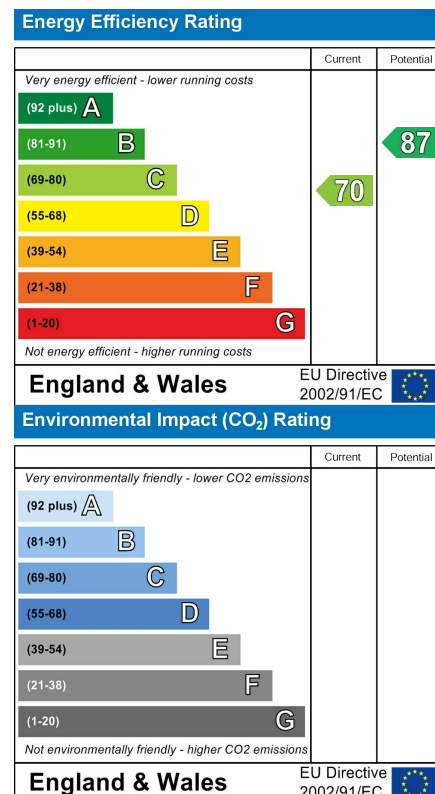 Energy Efficiency Rating
Current Potential
Very energy efficient - lower running costs
(92 plus) A
(81-91) B
87
(69-80) C
70
(55-68) D
(39-54) E
(21-38) F
(1-20) G
Not energy efficient - higher running costs
England & Wales
EU Directive
2002/91/EC
Environmental Impact (CO₂) Rating
Current Potential
Very environmentally friendly - lower CO2 emissions
(92 plus) A
(81-91) B
(69-80) C
(55-68) D
(39-54) E
(21-38) F
(1-20) G
Not environmentally friendly - higher CO2 emissions
England & Wales
EU Directive
2002/91/EC